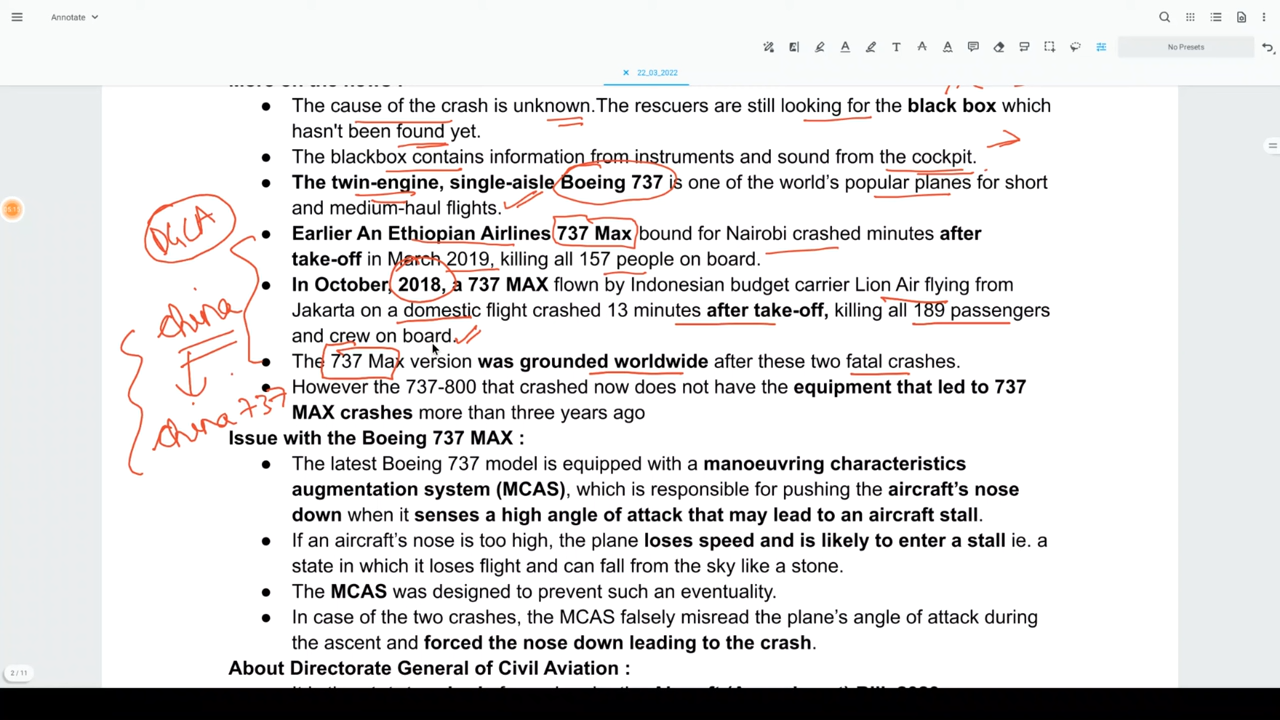 Annotate
No Presets
22_03_2022
The cause of the crash is unknown.The rescuers are still looking for the black box which
hasn't been found yet.
The blackbox contains information from instruments and sound from the cockpit.
The twin-engine, single-aisle Boeing 737 is one of the world's popular planes for short
and medium-haul flights.
DGCA
Earlier An Ethiopian Airlines 737 Max bound for Nairobi crashed minutes after
take-off in March 2019, killing all 157 people on board.
In October, 2018, a 737 MAX flown by Indonesian budget carrier Lion Air flying from
Jakarta on a domestic flight crashed 13 minutes after take-off, killing all 189 passengers
and crew on board.
china
The 737 Max version was grounded worldwide after these two fatal crashes.
However the 737-800 that crashed now does not have the equipment that led to 737
MAX crashes more than three years ago
china 737
Issue with the Boeing 737 MAX :
The latest Boeing 737 model is equipped with a manoeuvring characteristics
augmentation system (MCAS), which is responsible for pushing the aircraft's nose
down when it senses a high angle of attack that may lead to an aircraft stall.
If an aircraft's nose is too high, the plane loses speed and is likely to enter a stall ie. a
state in which it loses flight and can fall from the sky like a stone.
The MCAS was designed to prevent such an eventuality.
In case of the two crashes, the MCAS falsely misread the plane's angle of attack during
the ascent and forced the nose down leading to the crash.
About Directorate General of Civil Aviation :
2 / 11